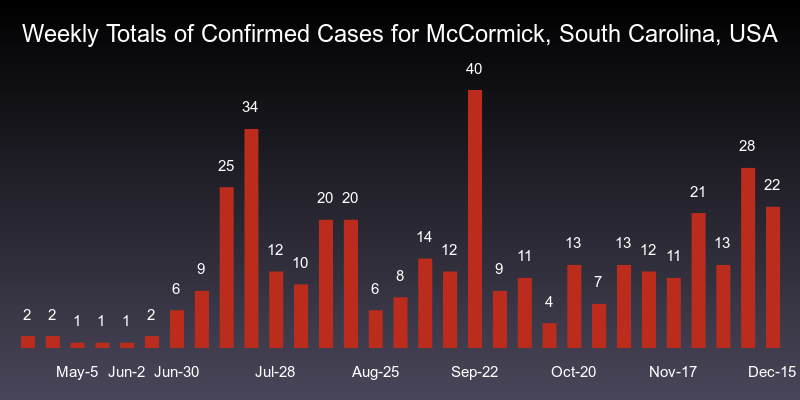 Weekly Totals of Confirmed Cases for McCormick, South Carolina, USA
40
34
28
25
22
21
20 20
14
13 13 13
12 12 12
11 11
10
9 9
8
7
6 6
4
2 2 2
1 1 1
May-5 Jun-2 Jun-30 Jul-28 Aug-25 Sep-22 Oct-20 Nov-17 Dec-15